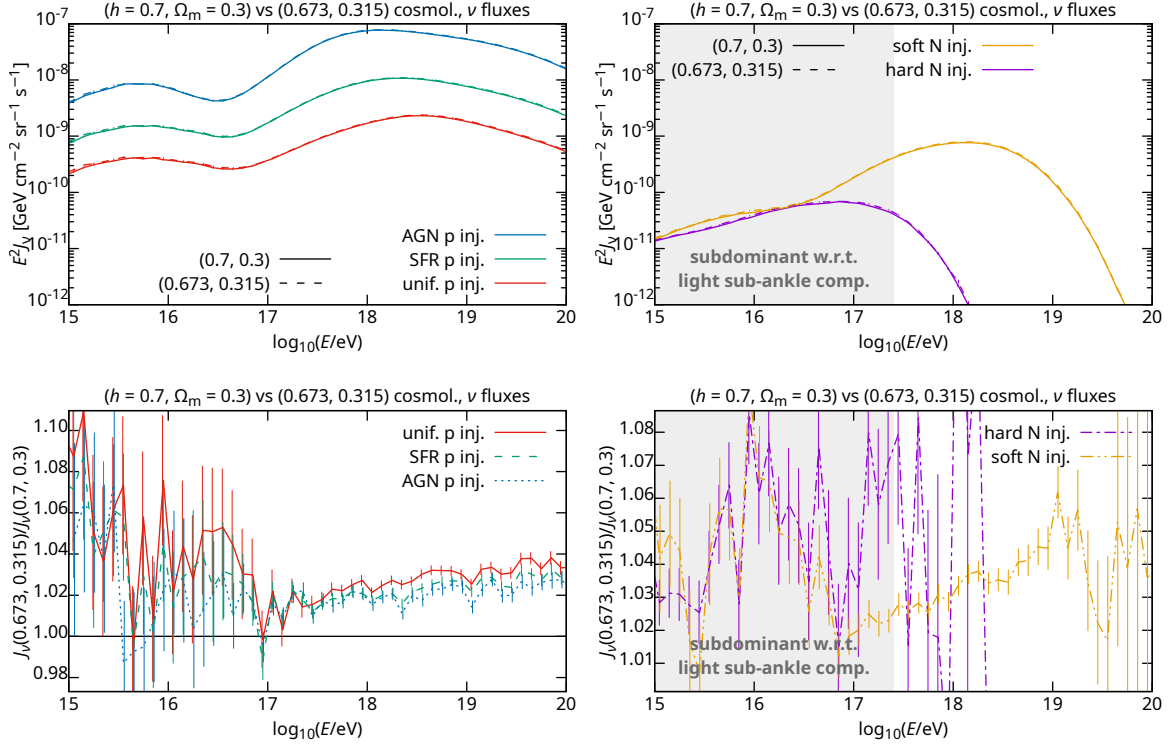 (h = 0.7, Ωm = 0.3) vs (0.673, 0.315) cosmol., ν fluxes
E²Jν [GeV cm⁻² sr⁻¹ s⁻¹]
10⁻⁷
10⁻⁸
10⁻⁹
10⁻¹⁰
10⁻¹¹
10⁻¹²
(0.7, 0.3)
(0.673, 0.315)
AGN p inj.
SFR p inj.
unif. p inj.
15 16 17 18 19 20
log₁₀(E/eV)
(h = 0.7, Ωm = 0.3) vs (0.673, 0.315) cosmol., ν fluxes
E²Jν [GeV cm⁻² sr⁻¹ s⁻¹]
10⁻⁷
10⁻⁸
10⁻⁹
10⁻¹⁰
10⁻¹¹
10⁻¹²
(0.7, 0.3)
(0.673, 0.315)
soft N inj.
hard N inj.
subdominant w.r.t.
light sub-ankle comp.
15 16 17 18 19 20
log₁₀(E/eV)
(h = 0.7, Ωm = 0.3) vs (0.673, 0.315) cosmol., ν fluxes
Jν(0.673, 0.315)/Jν(0.7, 0.3)
1.10
1.08
1.06
1.04
1.02
1.00
0.98
unif. p inj.
SFR p inj.
AGN p inj.
15 16 17 18 19 20
log₁₀(E/eV)
(h = 0.7, Ωm = 0.3) vs (0.673, 0.315) cosmol., ν fluxes
Jν(0.673, 0.315)/Jν(0.7, 0.3)
1.08
1.07
1.06
1.05
1.04
1.03
1.02
1.01
hard N inj.
soft N inj.
subdominant w.r.t.
light sub-ankle comp.
15 16 17 18 19 20
log₁₀(E/eV)